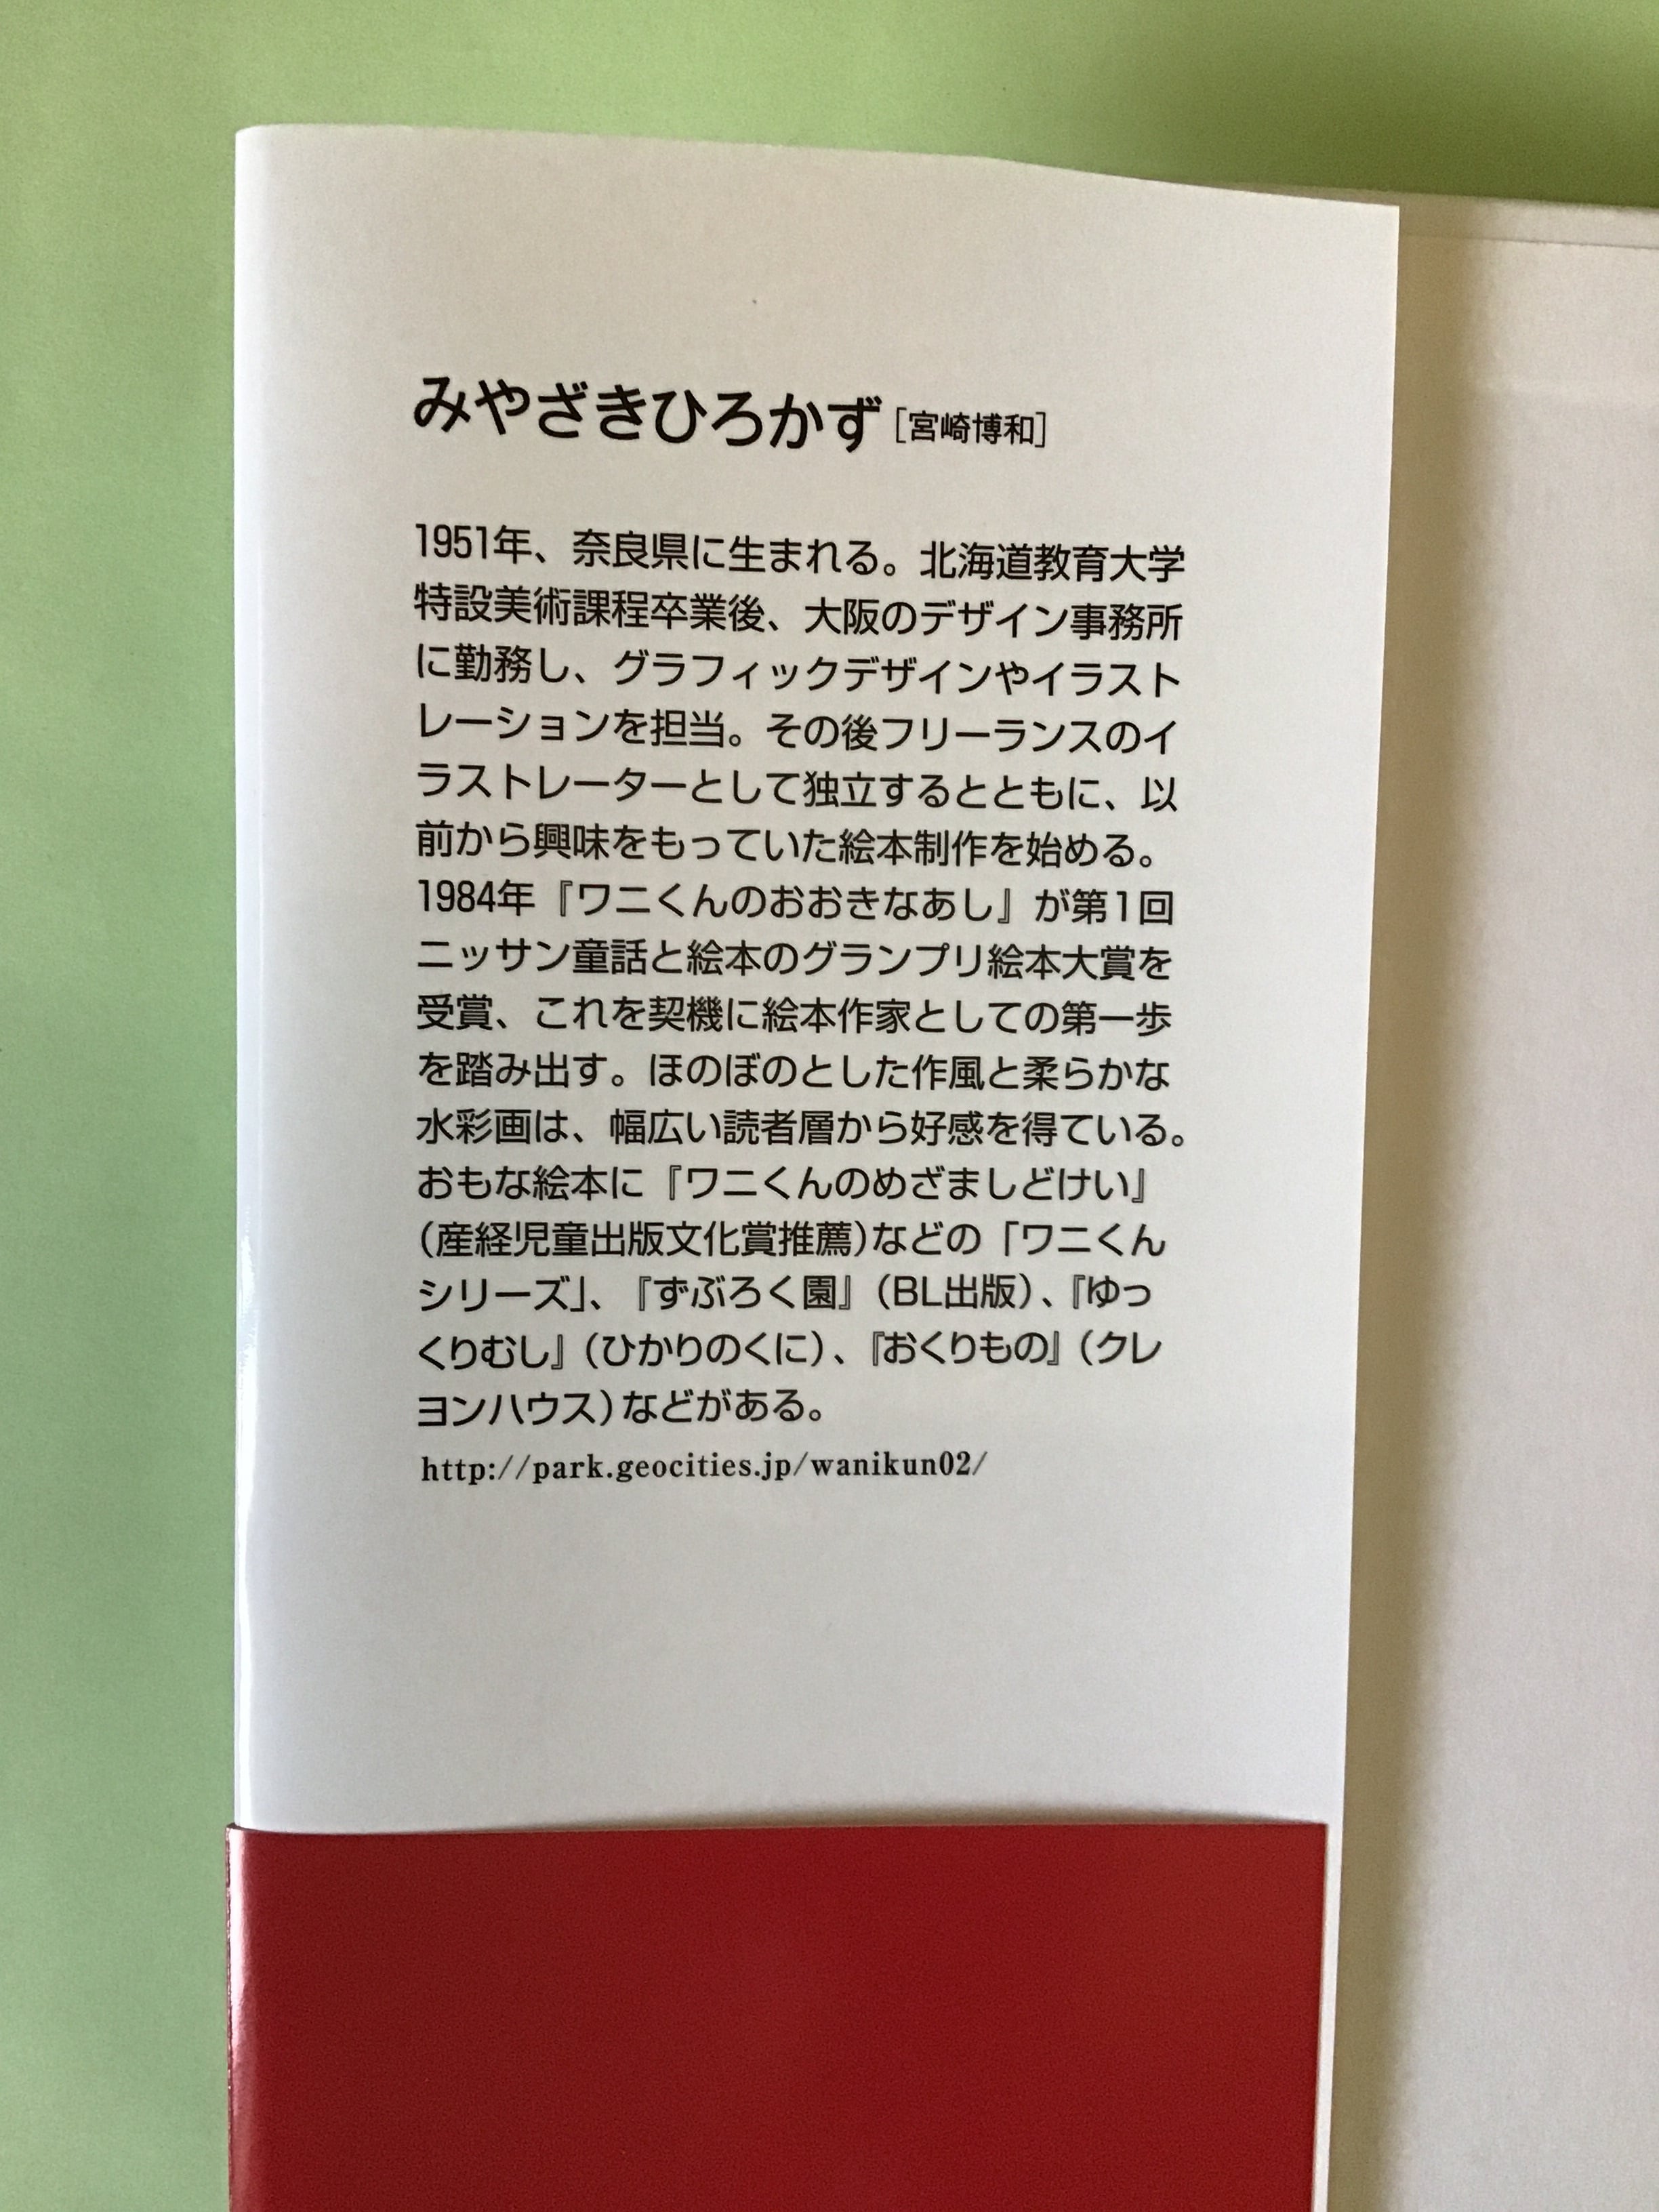 みやざきひろかず［宮崎博和］
1951年、奈良県に生まれる。北海道教育大学
特設美術課程卒業後、大阪のデザイン事務所
に勤務し、グラフィックデザインやイラスト
レーションを担当。その後フリーランスのイ
ラストレーターとして独立するとともに、以
前から興味をもっていた絵本制作を始める。
1984年『ワニくんのおおきなあし』が第1回
ニッサン童話と絵本のグランプリ絵本大賞を
受賞、これを契機に絵本作家としての第一歩
を踏み出す。ほのぼのとした作風と柔らかな
水彩画は、幅広い読者層から好感を得ている。
おもな絵本に『ワニくんのめざましどけい』
（産経児童出版文化賞推薦）などの「ワニくん
シリーズ」、『ずぶろく園』（BL出版）、『ゆっ
くりむし』（ひかりのくに）、『おくりもの』（クレ
ヨンハウス）などがある。
http://park.geocities.jp/wanikun02/